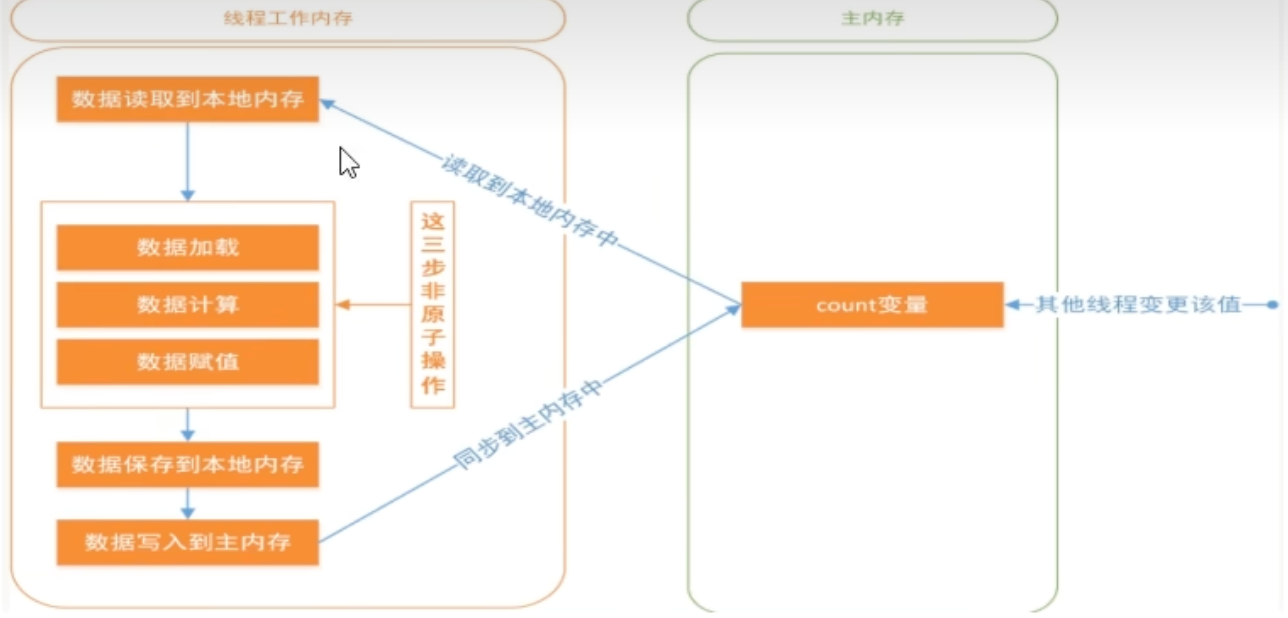 线程工作内存
主内存
数据读取到本地内存
读取到本地内存中
数据加载
数据计算
数据赋值
这三步非原子操作
count变量
其他线程变更该值
同步到主内存中
数据保存到本地内存
数据写入到主内存